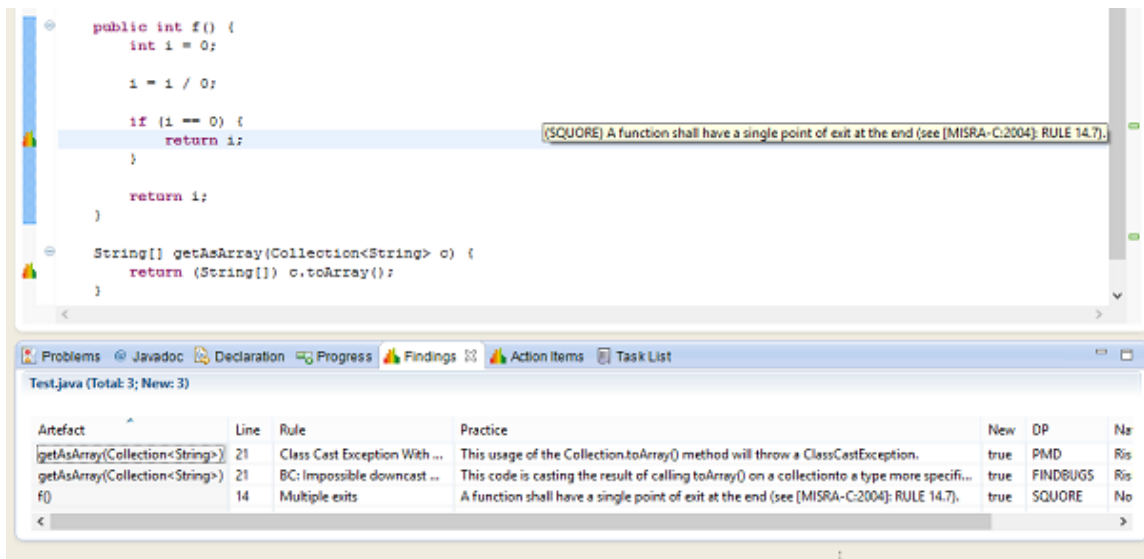 public int f() {
int i = 0;
i = i / 0;
if (i == 0) {
return i;
(SQUORE) A function shall have a single point of exit at the end (see [MISRA-C:2004]: RULE 14.7).
}
return i;
}
String[] getAsArray(Collection<String> c) {
return (String[]) c.toArray();
}
Problems Javadoc Declaration Progress Findings Action Items Task List
Test.java (Total: 3; New: 3)
Artefact Line Rule Practice New DP Na
getAsArray(Collection<String>) 21 Class Cast Exception With ... This usage of the Collection.toArray() method will throw a ClassCastException. true PMD Ris
getAsArray(Collection<String>) 21 BC: Impossible downcast ... This code is casting the result of calling toArray() on a collectionto a type more specifi... true FINDBUGS Ris
f() 14 Multiple exits A function shall have a single point of exit at the end (see [MISRA-C:2004]: RULE 14.7). true SQUORE No